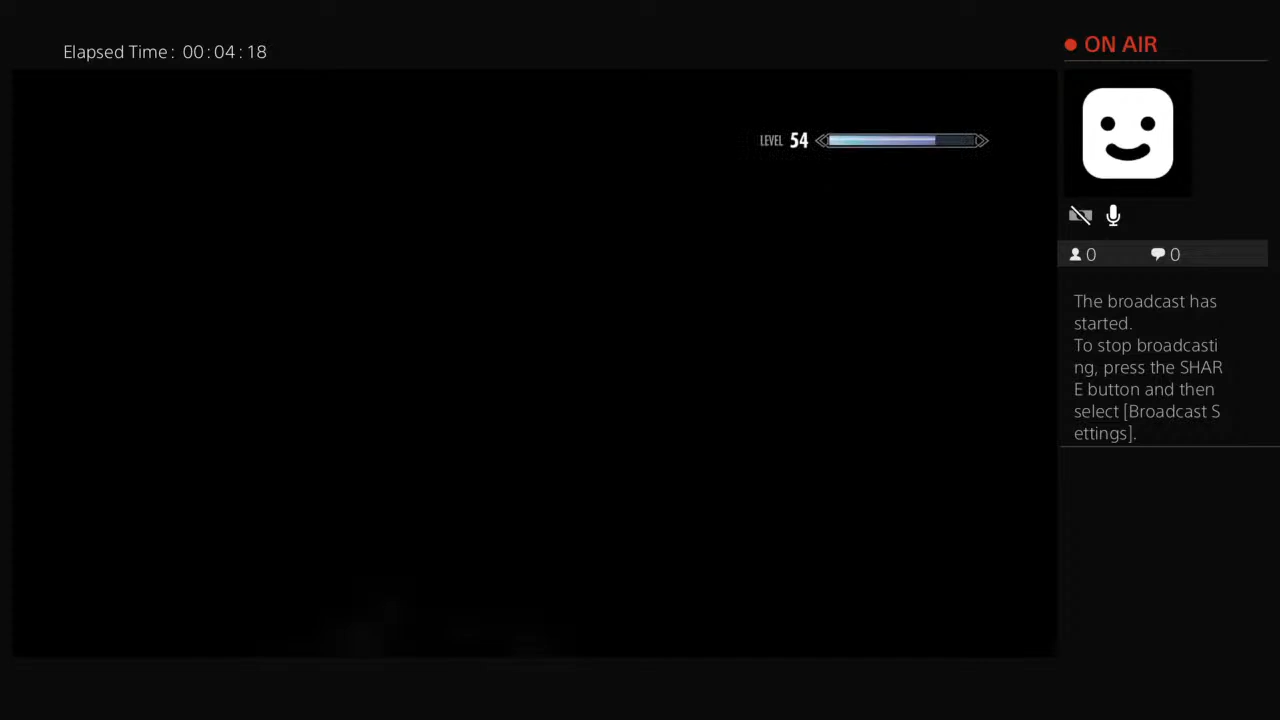 Elapsed Time: 00:04:18
ON AIR
LEVEL 54
0 0
The broadcast has
started.
To stop broadcasti
ng, press the SHAR
E button and then
select [Broadcast S
ettings].